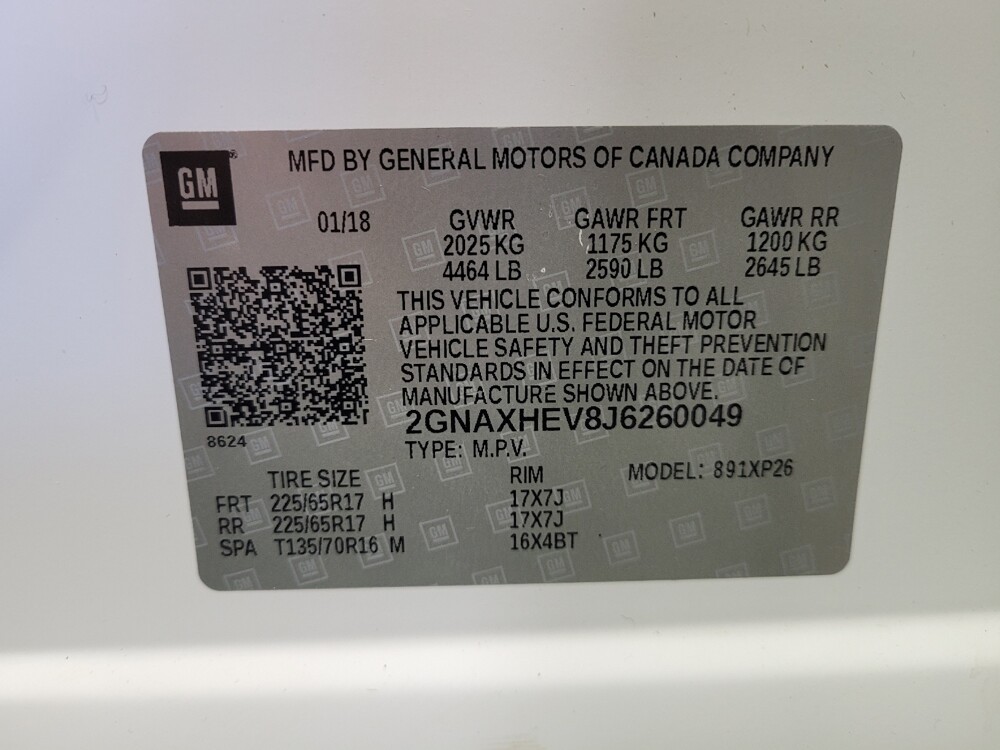 GM
MFD BY GENERAL MOTORS OF CANADA COMPANY
01/18 GVWR GAWR FRT GAWR RR
2025 KG 1175 KG 1200 KG
4464 LB 2590 LB 2645 LB
THIS VEHICLE CONFORMS TO ALL
APPLICABLE U.S. FEDERAL MOTOR
VEHICLE SAFETY AND THEFT PREVENTION
STANDARDS IN EFFECT ON THE DATE OF
MANUFACTURE SHOWN ABOVE.
2GNAXHEV8J6260049
8624
TYPE: M.P.V.
TIRE SIZE RIM MODEL: 891XP26
FRT 225/65R17 H 17X7J
RR 225/65R17 H 17X7J
SPA T135/70R16 M 16X4BT